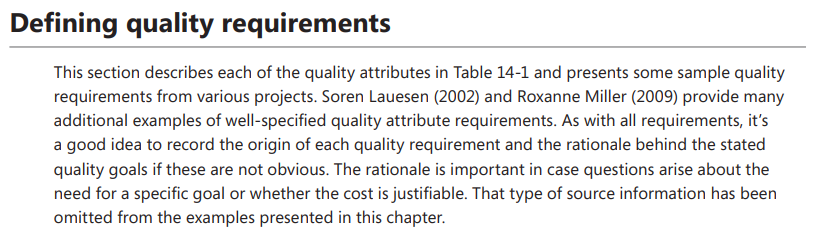 Defining quality requirements
This section describes each of the quality attributes in Table 14-1 and presents some sample quality
requirements from various projects. Soren Lauesen (2002) and Roxanne Miller (2009) provide many
additional examples of well-specified quality attribute requirements. As with all requirements, it’s
a good idea to record the origin of each quality requirement and the rationale behind the stated
quality goals if these are not obvious. The rationale is important in case questions arise about the
need for a specific goal or whether the cost is justifiable. That type of source information has been
omitted from the examples presented in this chapter.